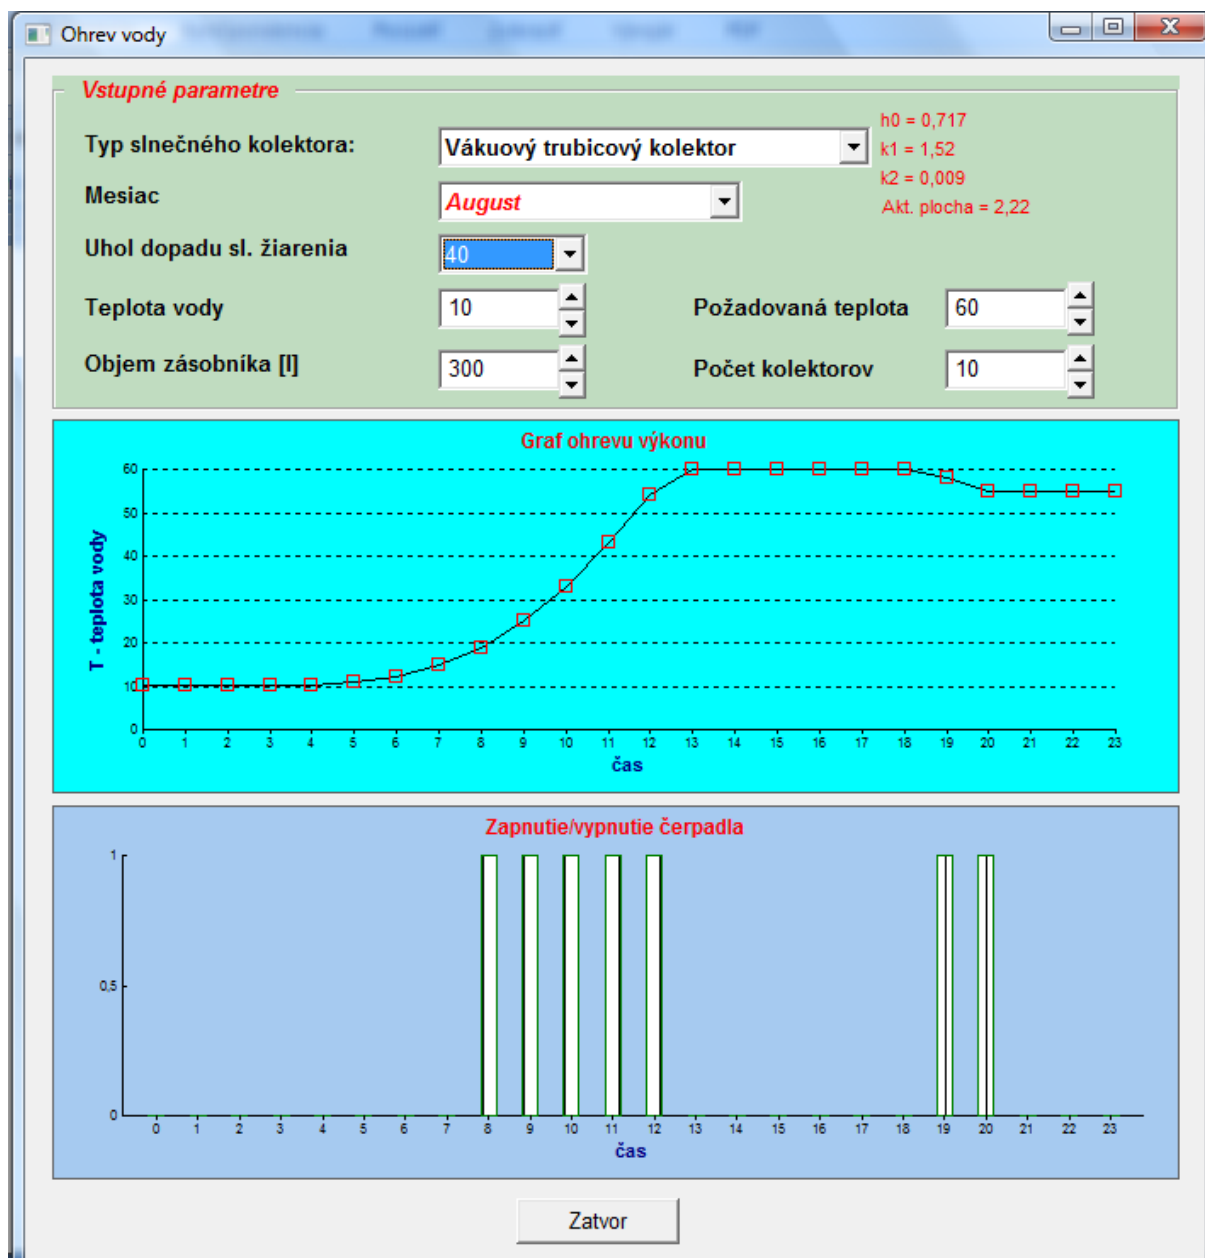 Ohrev vody
Vstupné parametre
Typ slnečného kolektora:
Vákuový trubicový kolektor
h0 = 0,717
k1 = 1,52
k2 = 0,009
Akt. plocha = 2,22
Mesiac
August
Uhol dopadu sl. žiarenia
40
Teplota vody
10
Požadovaná teplota
60
Objem zásobníka [l]
300
Počet kolektorov
10
Graf ohrevu výkonu
T - teplota vody
60
50
40
30
20
10
0
0 1 2 3 4 5 6 7 8 9 10 11 12 13 14 15 16 17 18 19 20 21 22 23
čas
Zapnutie/vypnutie čerpadla
1
0,5
0
0 1 2 3 4 5 6 7 8 9 10 11 12 13 14 15 16 17 18 19 20 21 22 23
čas
Zatvor